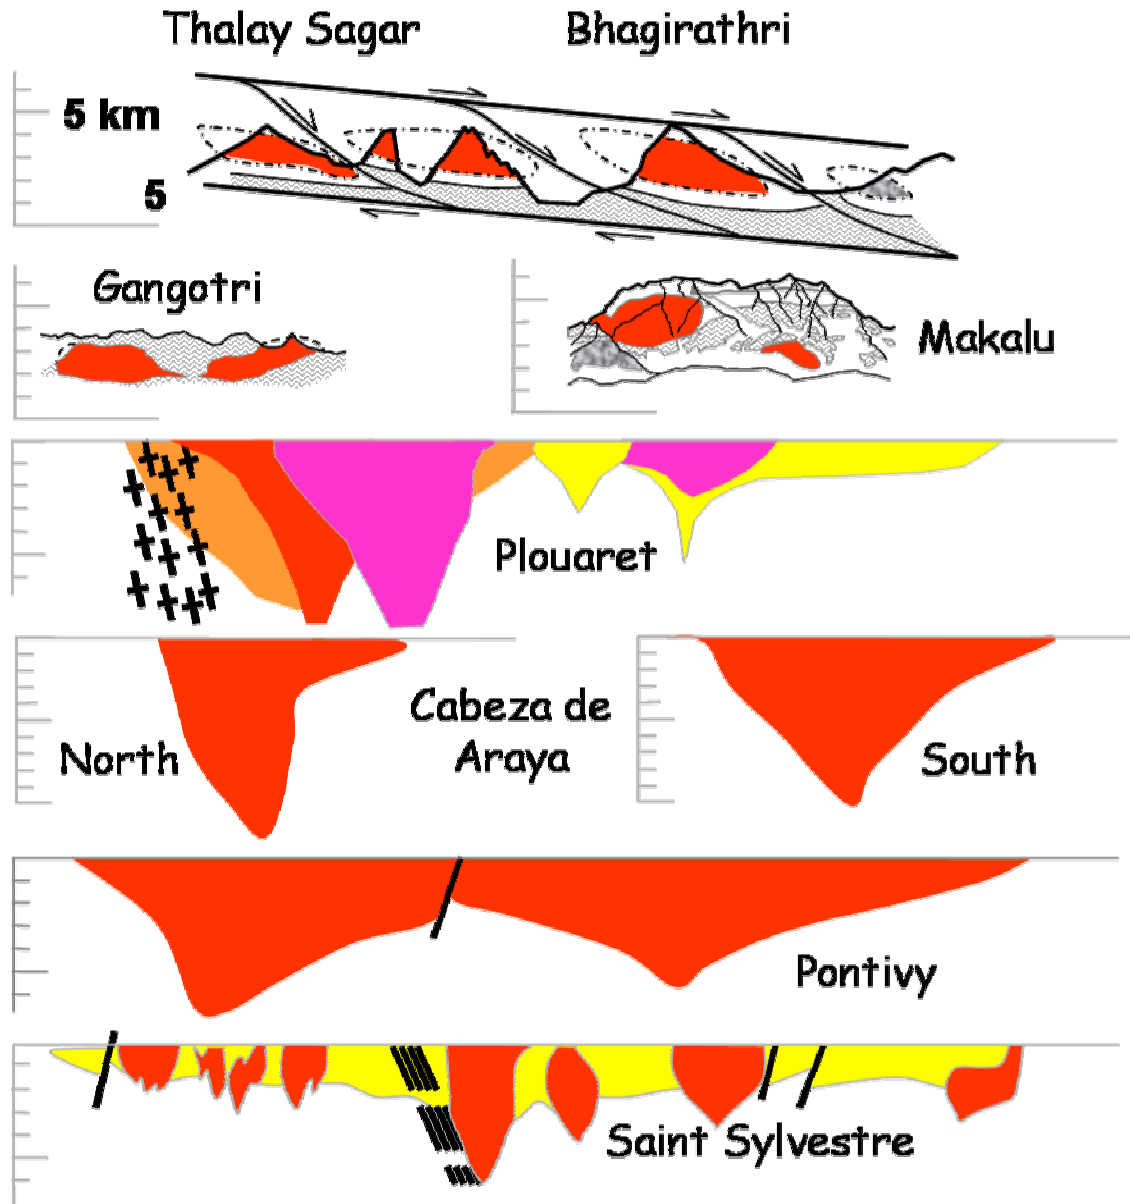 Thalay Sagar
Bhagirathri
5 km
5
Gangotri
Makalu
Plouaret
Cabeza de
Araya
North
South
Pontivy
Saint Sylvestre